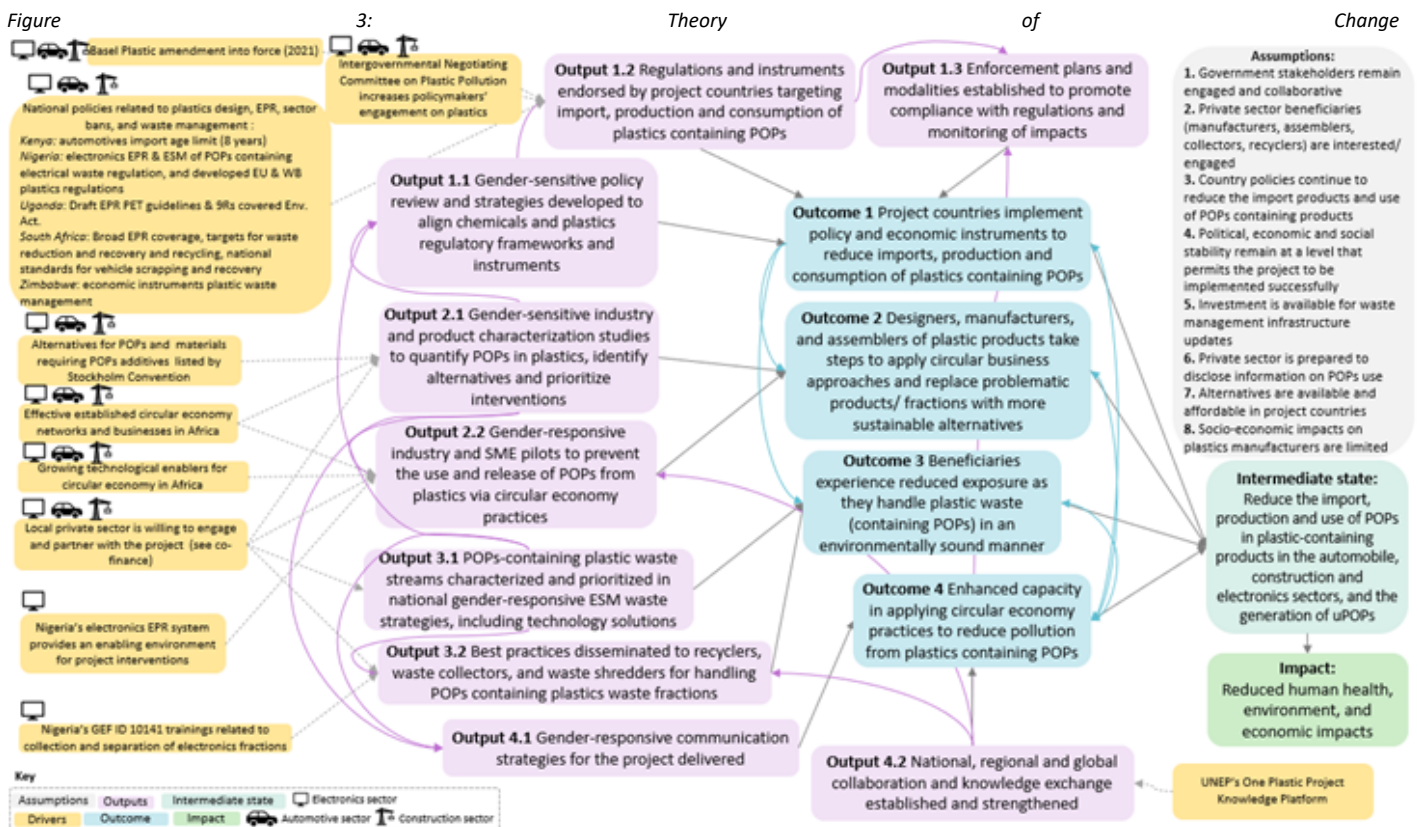 Figure 3: Theory of Change
Basel Plastic amendment into force (2021)
Intergovernmental Negotiating
Committee on Plastic Pollution
increases policymakers'
engagement on plastics
National policies related to plastics design, EPR, sector
bans, and waste management :
Kenya: automotives import age limit (8 years)
Nigeria: electronics EPR & ESM of POPs containing
electrical waste regulation, and developed EU & WB
plastics regulations
Uganda: Draft EPR PET guidelines & 9Rs covered Env.
Act.
South Africa: Broad EPR coverage, targets for waste
reduction and recovery and recycling, national
standards for vehicle scrapping and recovery
Zimbabwe: economic instruments plastic waste
management
Alternatives for POPs and materials
requiring POPs additives listed by
Stockholm Convention
Effective established circular economy
networks and businesses in Africa
Growing technological enablers for
circular economy in Africa
Local private sector is willing to engage
and partner with the project (see co-
finance)
Nigeria's electronics EPR system
provides an enabling environment
for project interventions
Nigeria's GEF ID 10141 trainings related to
collection and separation of electronics fractions
Output 1.2 Regulations and instruments
endorsed by project countries targeting
import, production and consumption of
plastics containing POPs
Output 1.3 Enforcement plans and
modalities established to promote
compliance with regulations and
monitoring of impacts
Output 1.1 Gender-sensitive policy
review and strategies developed to
align chemicals and plastics
regulatory frameworks and
instruments
Output 2.1 Gender-sensitive industry
and product characterization studies
to quantify POPs in plastics, identify
alternatives and prioritize
interventions
Output 2.2 Gender-responsive
industry and SME pilots to prevent
the use and release of POPs from
plastics via circular economy
practices
Output 3.1 POPs-containing plastic waste
streams characterized and prioritized in
national gender-responsive ESM waste
strategies, including technology solutions
Output 3.2 Best practices disseminated to recyclers,
waste collectors, and waste shredders for handling
POPs containing plastics waste fractions
Output 4.1 Gender-responsive communication
strategies for the project delivered
Outcome 1 Project countries implement
policy and economic instruments to
reduce imports, production and
consumption of plastics containing POPs
Outcome 2 Designers, manufacturers,
and assemblers of plastic products take
steps to apply circular business
approaches and replace problematic
products/ fractions with more
sustainable alternatives
Outcome 3 Beneficiaries
experience reduced exposure as
they handle plastic waste
(containing POPs) in an
environmentally sound manner
Outcome 4 Enhanced capacity
in applying circular economy
practices to reduce pollution
from plastics containing POPs
Output 4.2 National, regional and global
collaboration and knowledge exchange
established and strengthened
UNEP's One Plastic Project
Knowledge Platform
Assumptions:
1. Government stakeholders remain
engaged and collaborative
2. Private sector beneficiaries
(manufacturers, assemblers,
collectors, recyclers) are interested/
engaged
3. Country policies continue to
reduce the import products and use
of POPs containing products
4. Political, economic and social
stability remain at a level that
permits the project to be
implemented successfully
5. Investment is available for waste
management infrastructure
updates
6. Private sector is prepared to
disclose information on POPs use
7. Alternatives are available and
affordable in project countries
8. Socio-economic impacts on
plastics manufacturers are limited
Intermediate state:
Reduce the import,
production and use of POPs
in plastic-containing
products in the automobile,
construction and
electronics sectors, and the
generation of uPOPs
Impact:
Reduced human health,
environment, and
economic impacts
Key
Assumptions Outputs Intermediate state Electronics sector
Drivers Outcome Impact Automotive sector Construction sector